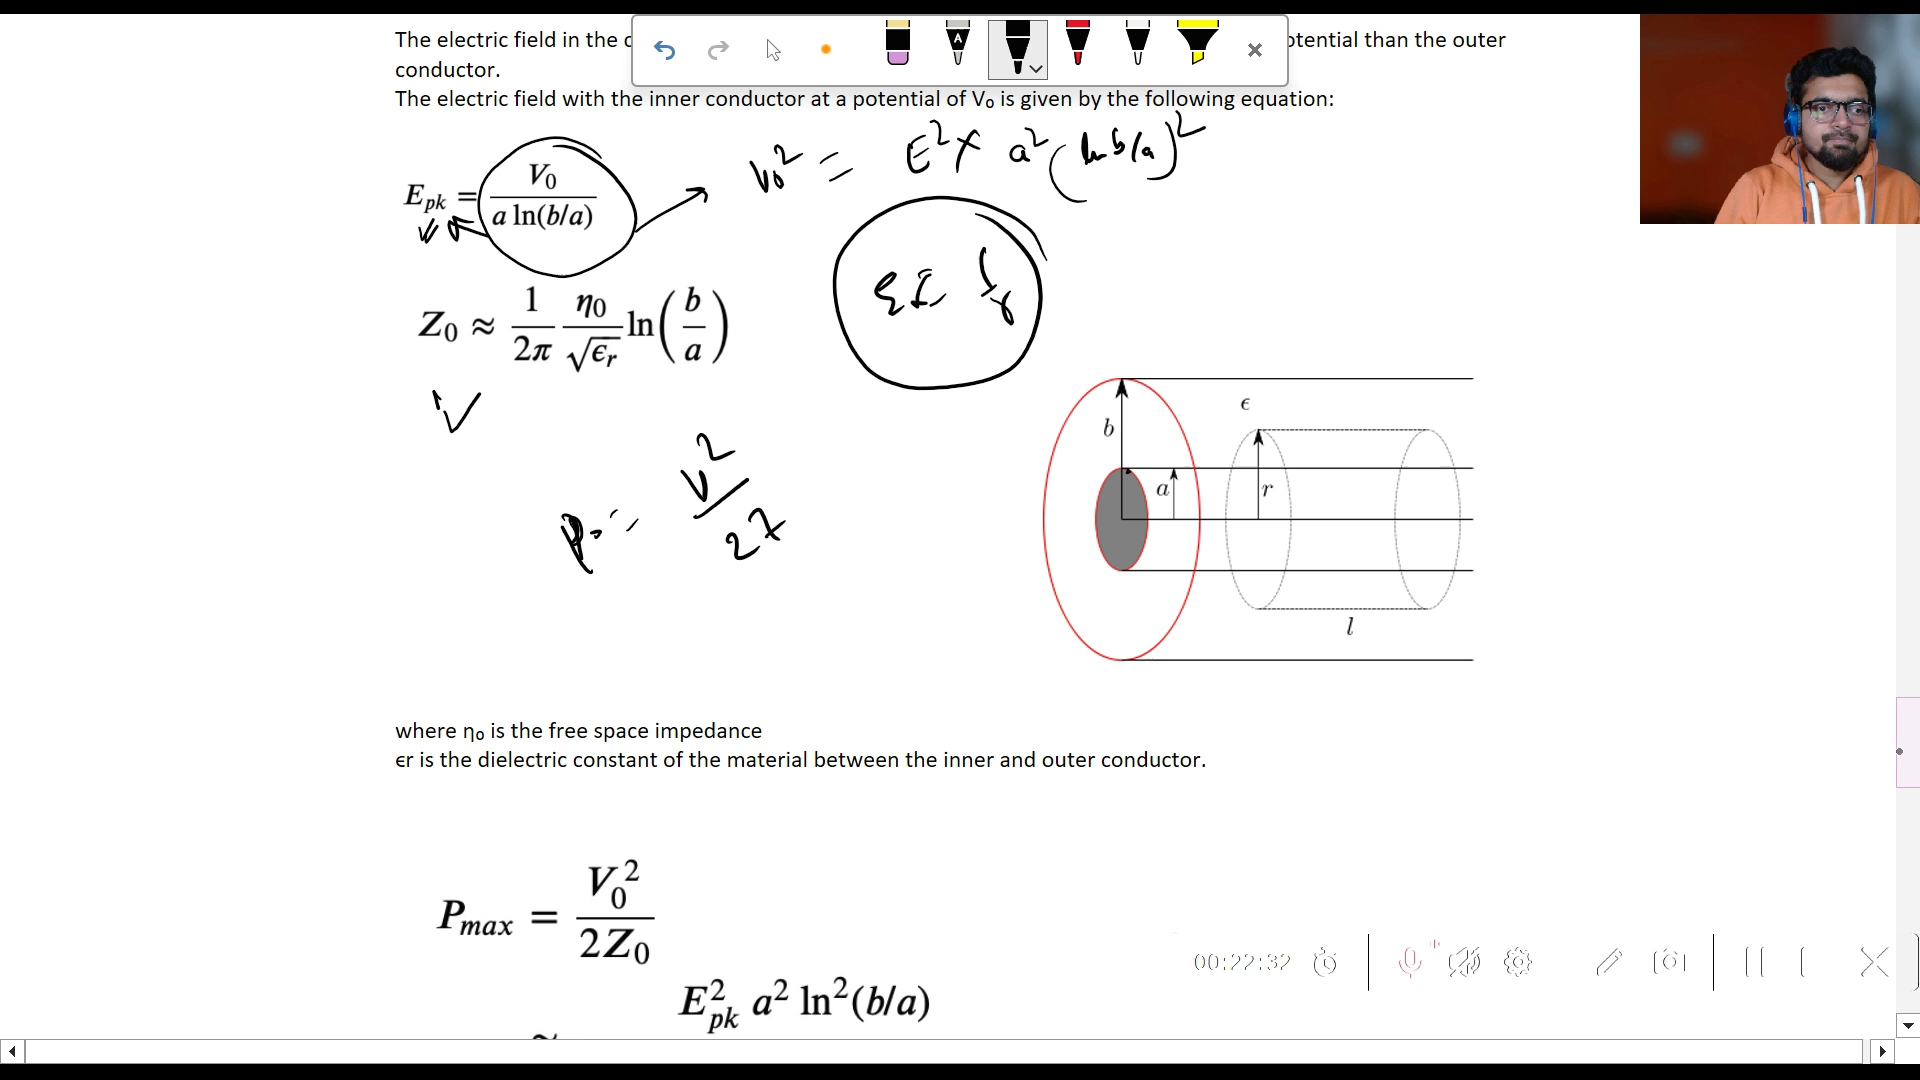 The electric field in the c
otential than the outer
conductor.
The electric field with the inner conductor at a potential of V₀ is given by the following equation:
V₀² = E² × a² (ln b/a)²
E_pk = V₀ / a ln(b/a)
Z₀ ≈ 1/2π η₀/√ϵr ln(b/a)
ϵ
b
a
r
P₀ = V²/2Z
l
where η₀ is the free space impedance
ϵr is the dielectric constant of the material between the inner and outer conductor.
P_max = V₀² / 2Z₀
00:22:32
≈ E²_pk a² ln²(b/a)